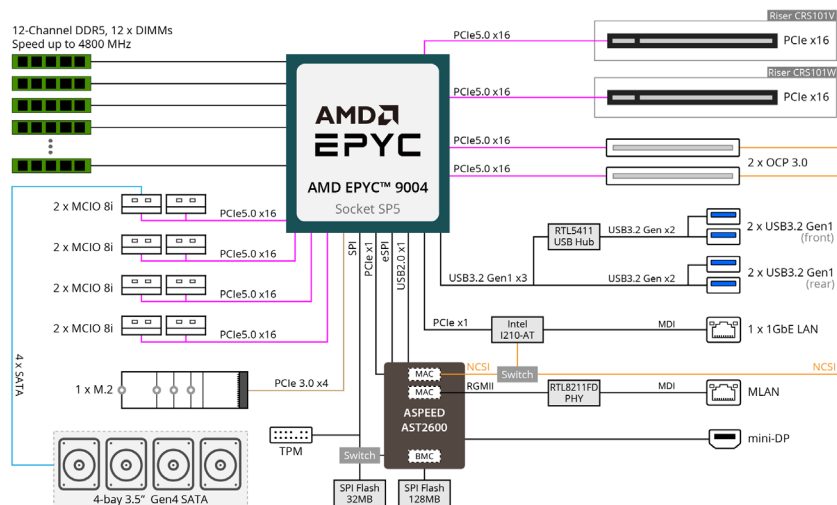 12-Channel DDR5, 12 x DIMMs
Speed up to 4800 MHz
PCIe5.0 x16
Riser CRS101V
PCIe x16
PCIe5.0 x16
Riser CRS101W
PCIe x16
AMD
EPYC
AMD EPYC™ 9004
Socket SP5
PCIe5.0 x16
PCIe5.0 x16
2 x OCP 3.0
2 x MCIO 8i
PCIe5.0 x16
2 x MCIO 8i
PCIe5.0 x16
2 x MCIO 8i
PCIe5.0 x16
2 x MCIO 8i
PCIe5.0 x16
SPI
PCIe x1
eSPI
USB2.0 x1
USB3.2 Gen1 x3
RTL5411
USB Hub
USB3.2 Gen x2
2 x USB3.2 Gen1
(front)
USB3.2 Gen x2
2 x USB3.2 Gen1
(rear)
PCIe x1
Intel
I210-AT
MDI
1 x 1GbE LAN
4 x SATA
1 x M.2
PCIe 3.0 x4
MAC
NCSI
Switch
NCSI
MAC
RGMII
RTL8211FD
PHY
MDI
MLAN
ASPEED
AST2600
mini-DP
TPM
Switch
BMC
SPI Flash
32MB
SPI Flash
128MB
4-bay 3.5" Gen4 SATA